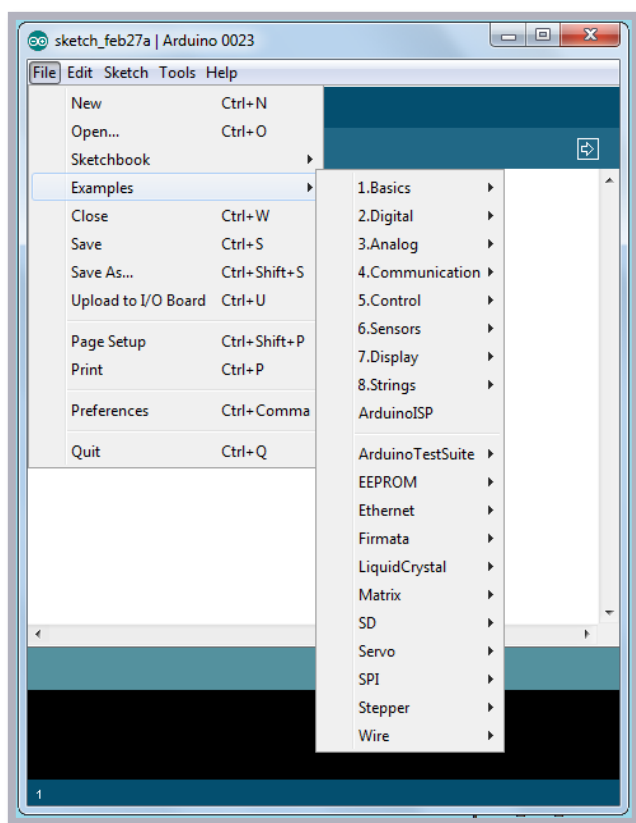 sketch_feb27a | Arduino 0023
File Edit Sketch Tools Help
New Ctrl+N
Open... Ctrl+O
Sketchbook
Examples
Close Ctrl+W
Save Ctrl+S
Save As... Ctrl+Shift+S
Upload to I/O Board Ctrl+U
Page Setup Ctrl+Shift+P
Print Ctrl+P
Preferences Ctrl+Comma
Quit Ctrl+Q
1.Basics
2.Digital
3.Analog
4.Communication
5.Control
6.Sensors
7.Display
8.Strings
ArduinoISP
ArduinoTestSuite
EEPROM
Ethernet
Firmata
LiquidCrystal
Matrix
SD
Servo
SPI
Stepper
Wire
1